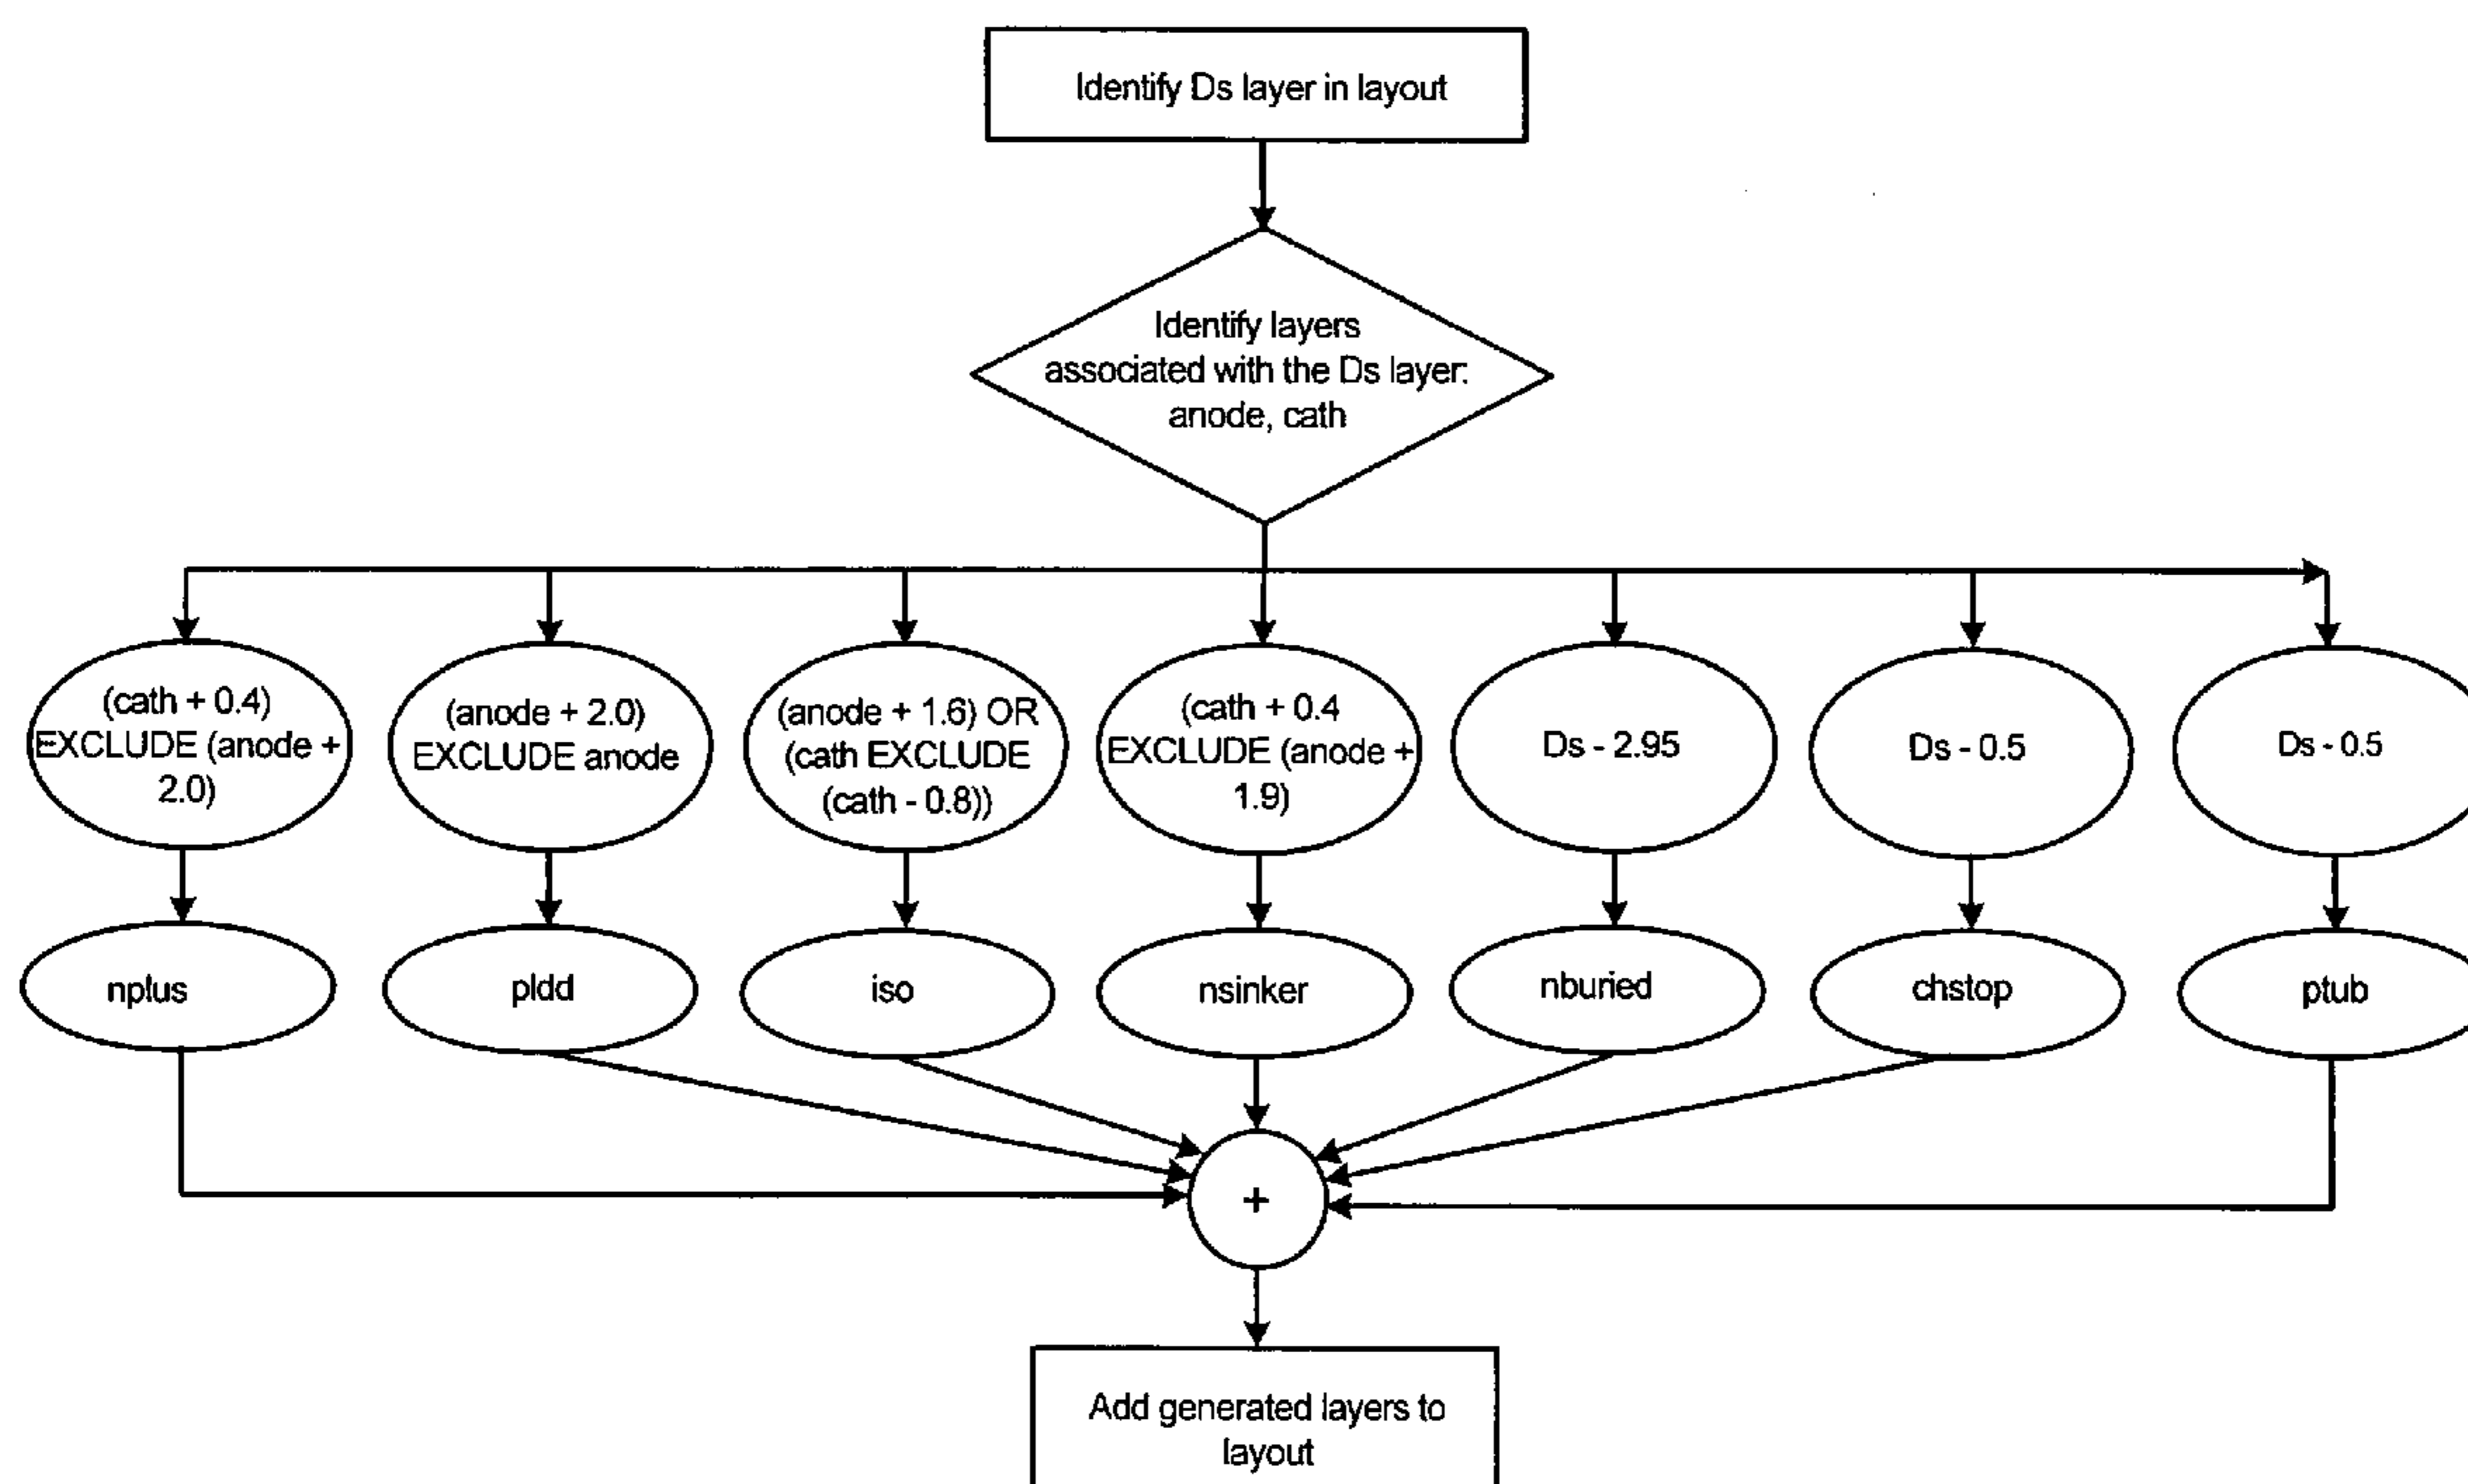 Identify Ds layer in layout
Identify layers
associated with the Ds layer:
anode, cath
(cath + 0.4)
EXCLUDE (anode +
2.0)
(anode + 2.0)
EXCLUDE anode
(anode + 1.6) OR
(cath EXCLUDE
(cath - 0.8))
(cath + 0.4
EXCLUDE (anode +
1.9)
Ds - 2.95
Ds - 0.5
Ds - 0.5
nplus
pldd
iso
nsinker
nburied
chstop
ptub
+
Add generated layers to
layout